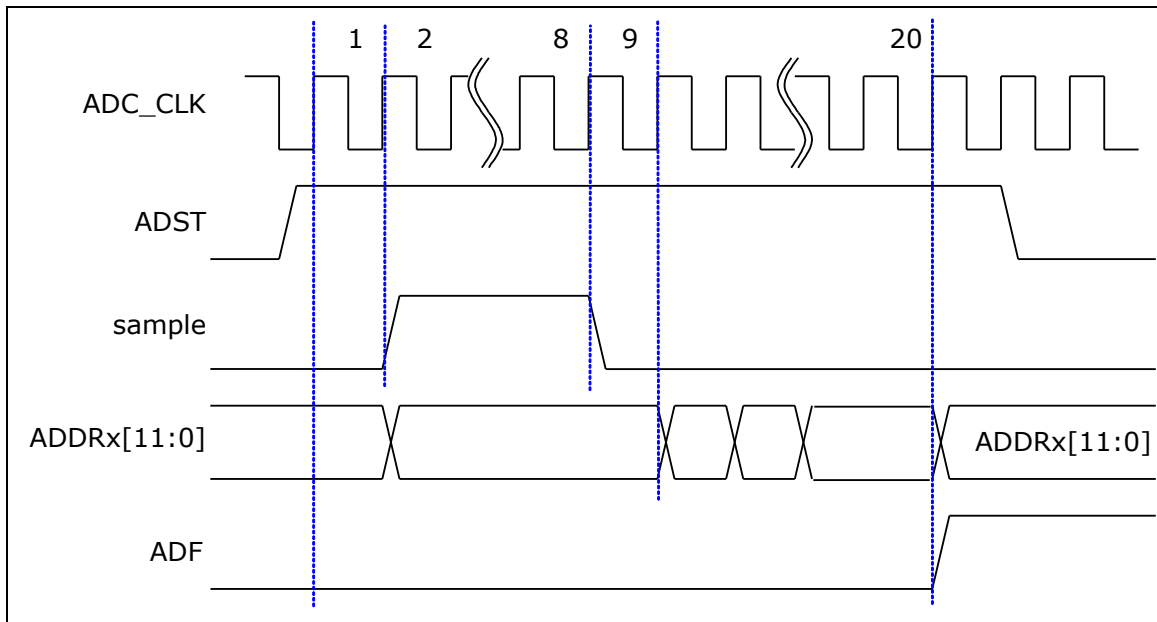 1 2 8 9 20
ADC_CLK
ADST
sample
ADDRx[11:0] ADDRx[11:0]
ADF